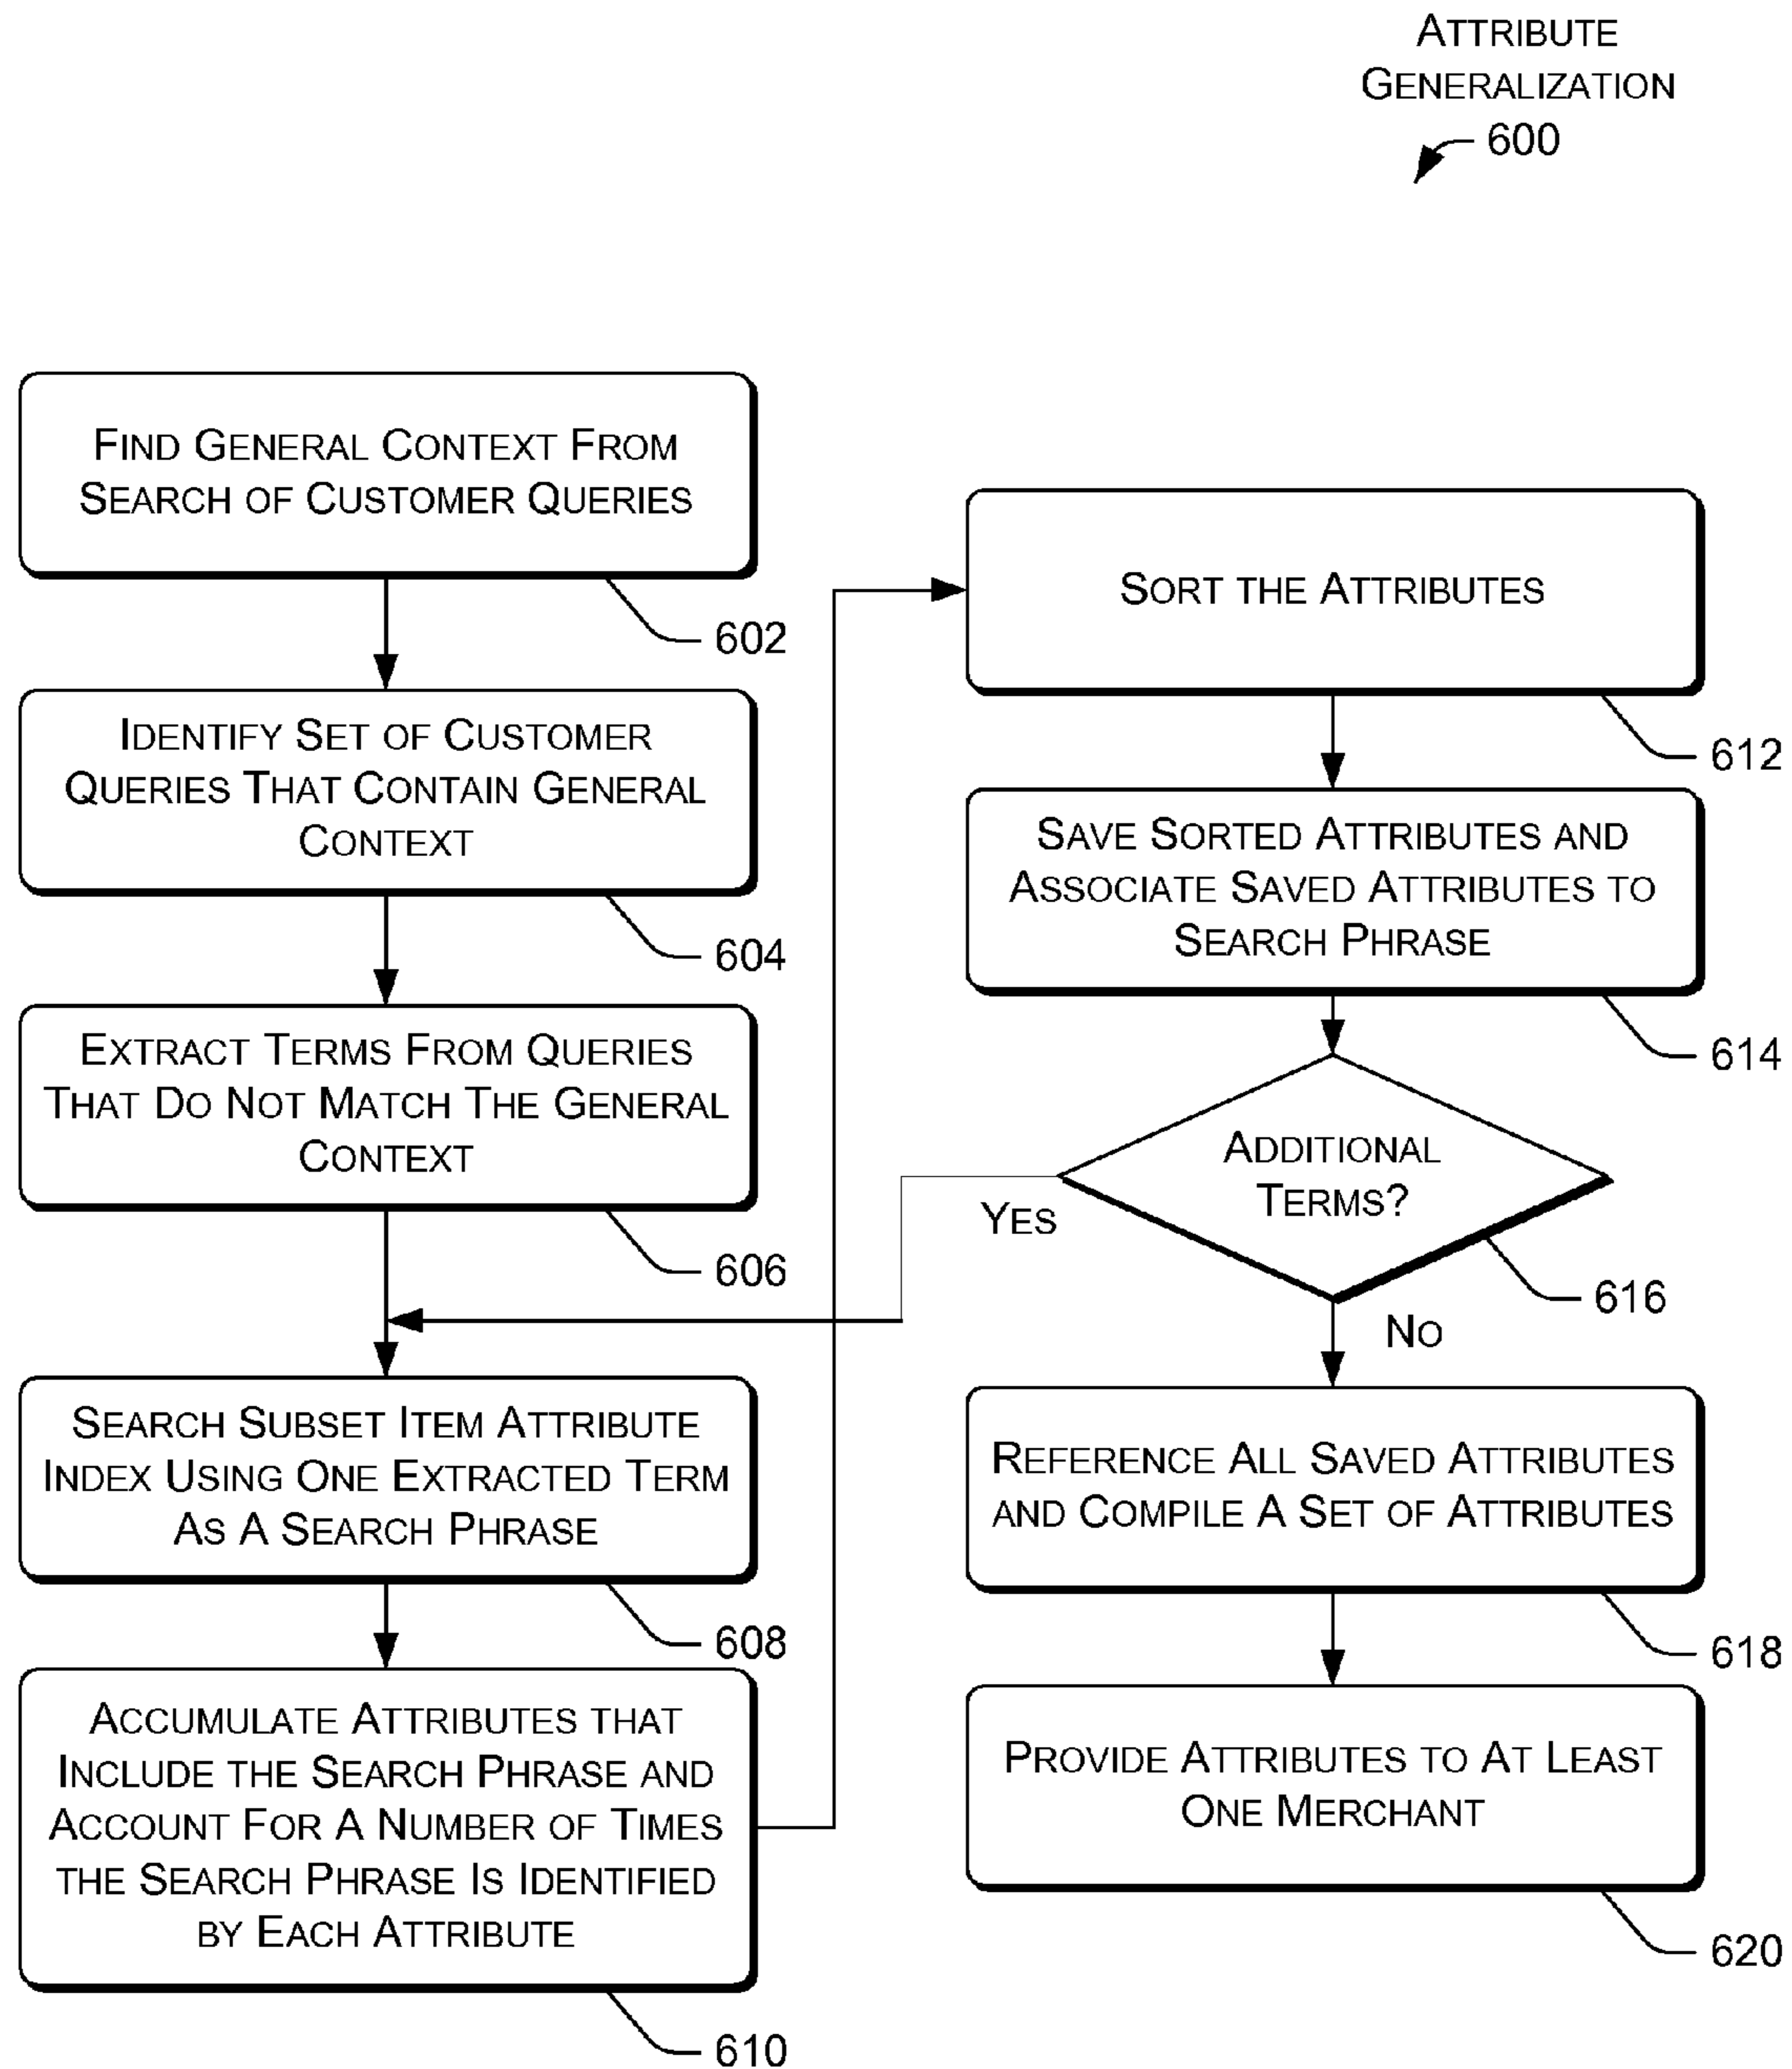 ATTRIBUTE
GENERALIZATION
600
FIND GENERAL CONTEXT FROM
SEARCH OF CUSTOMER QUERIES
602
IDENTIFY SET OF CUSTOMER
QUERIES THAT CONTAIN GENERAL
CONTEXT
604
EXTRACT TERMS FROM QUERIES
THAT DO NOT MATCH THE GENERAL
CONTEXT
606
SEARCH SUBSET ITEM ATTRIBUTE
INDEX USING ONE EXTRACTED TERM
AS A SEARCH PHRASE
608
ACCUMULATE ATTRIBUTES THAT
INCLUDE THE SEARCH PHRASE AND
ACCOUNT FOR A NUMBER OF TIMES
THE SEARCH PHRASE IS IDENTIFIED
BY EACH ATTRIBUTE
610
SORT THE ATTRIBUTES
612
SAVE SORTED ATTRIBUTES AND
ASSOCIATE SAVED ATTRIBUTES TO
SEARCH PHRASE
614
ADDITIONAL
TERMS?
YES
616
NO
REFERENCE ALL SAVED ATTRIBUTES
AND COMPILE A SET OF ATTRIBUTES
618
PROVIDE ATTRIBUTES TO AT LEAST
ONE MERCHANT
620